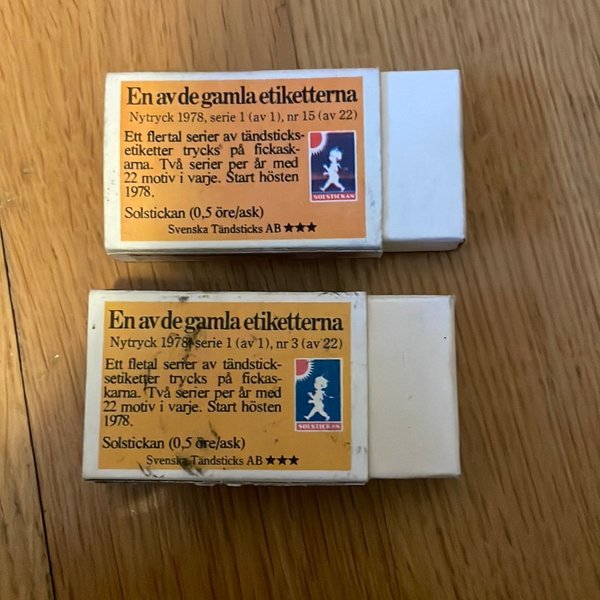 En av de gamla etiketterna
Nytryck 1978, serie 1 (av 1), nr 15 (av 22)
Ett flertal serier av tändsticks-
etiketter trycks på fickask-
arna. Två serier per år med
22 motiv i varje. Start hösten
1978.
SOLSTICKAN
Solstickan (0,5 öre/ask)
Svenska Tändsticks AB ★★★
En av de gamla etiketterna
Nytryck 1978, serie 1 (av 1), nr 3 (av 22)
Ett fletal serier av tändstick-
setiketter trycks på fickas-
karna. Två serier per år med
22 motiv i varje. Start hösten
1978.
SOLSTICKAN
Solstickan (0,5 öre/ask)
Svenska Tändsticks AB ★★★